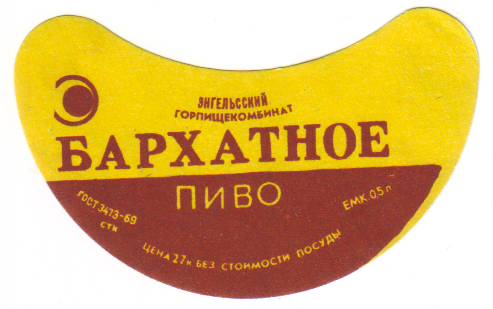 ЭНГЕЛЬССКИЙ
ГОРПИЩЕКОМБИНАТ
БАРХАТНОЕ
ПИВО
ГОСТ 3473-69
СТК
ЕМК. 0,5 л
ЦЕНА 27к БЕЗ СТОИМОСТИ ПОСУДЫ